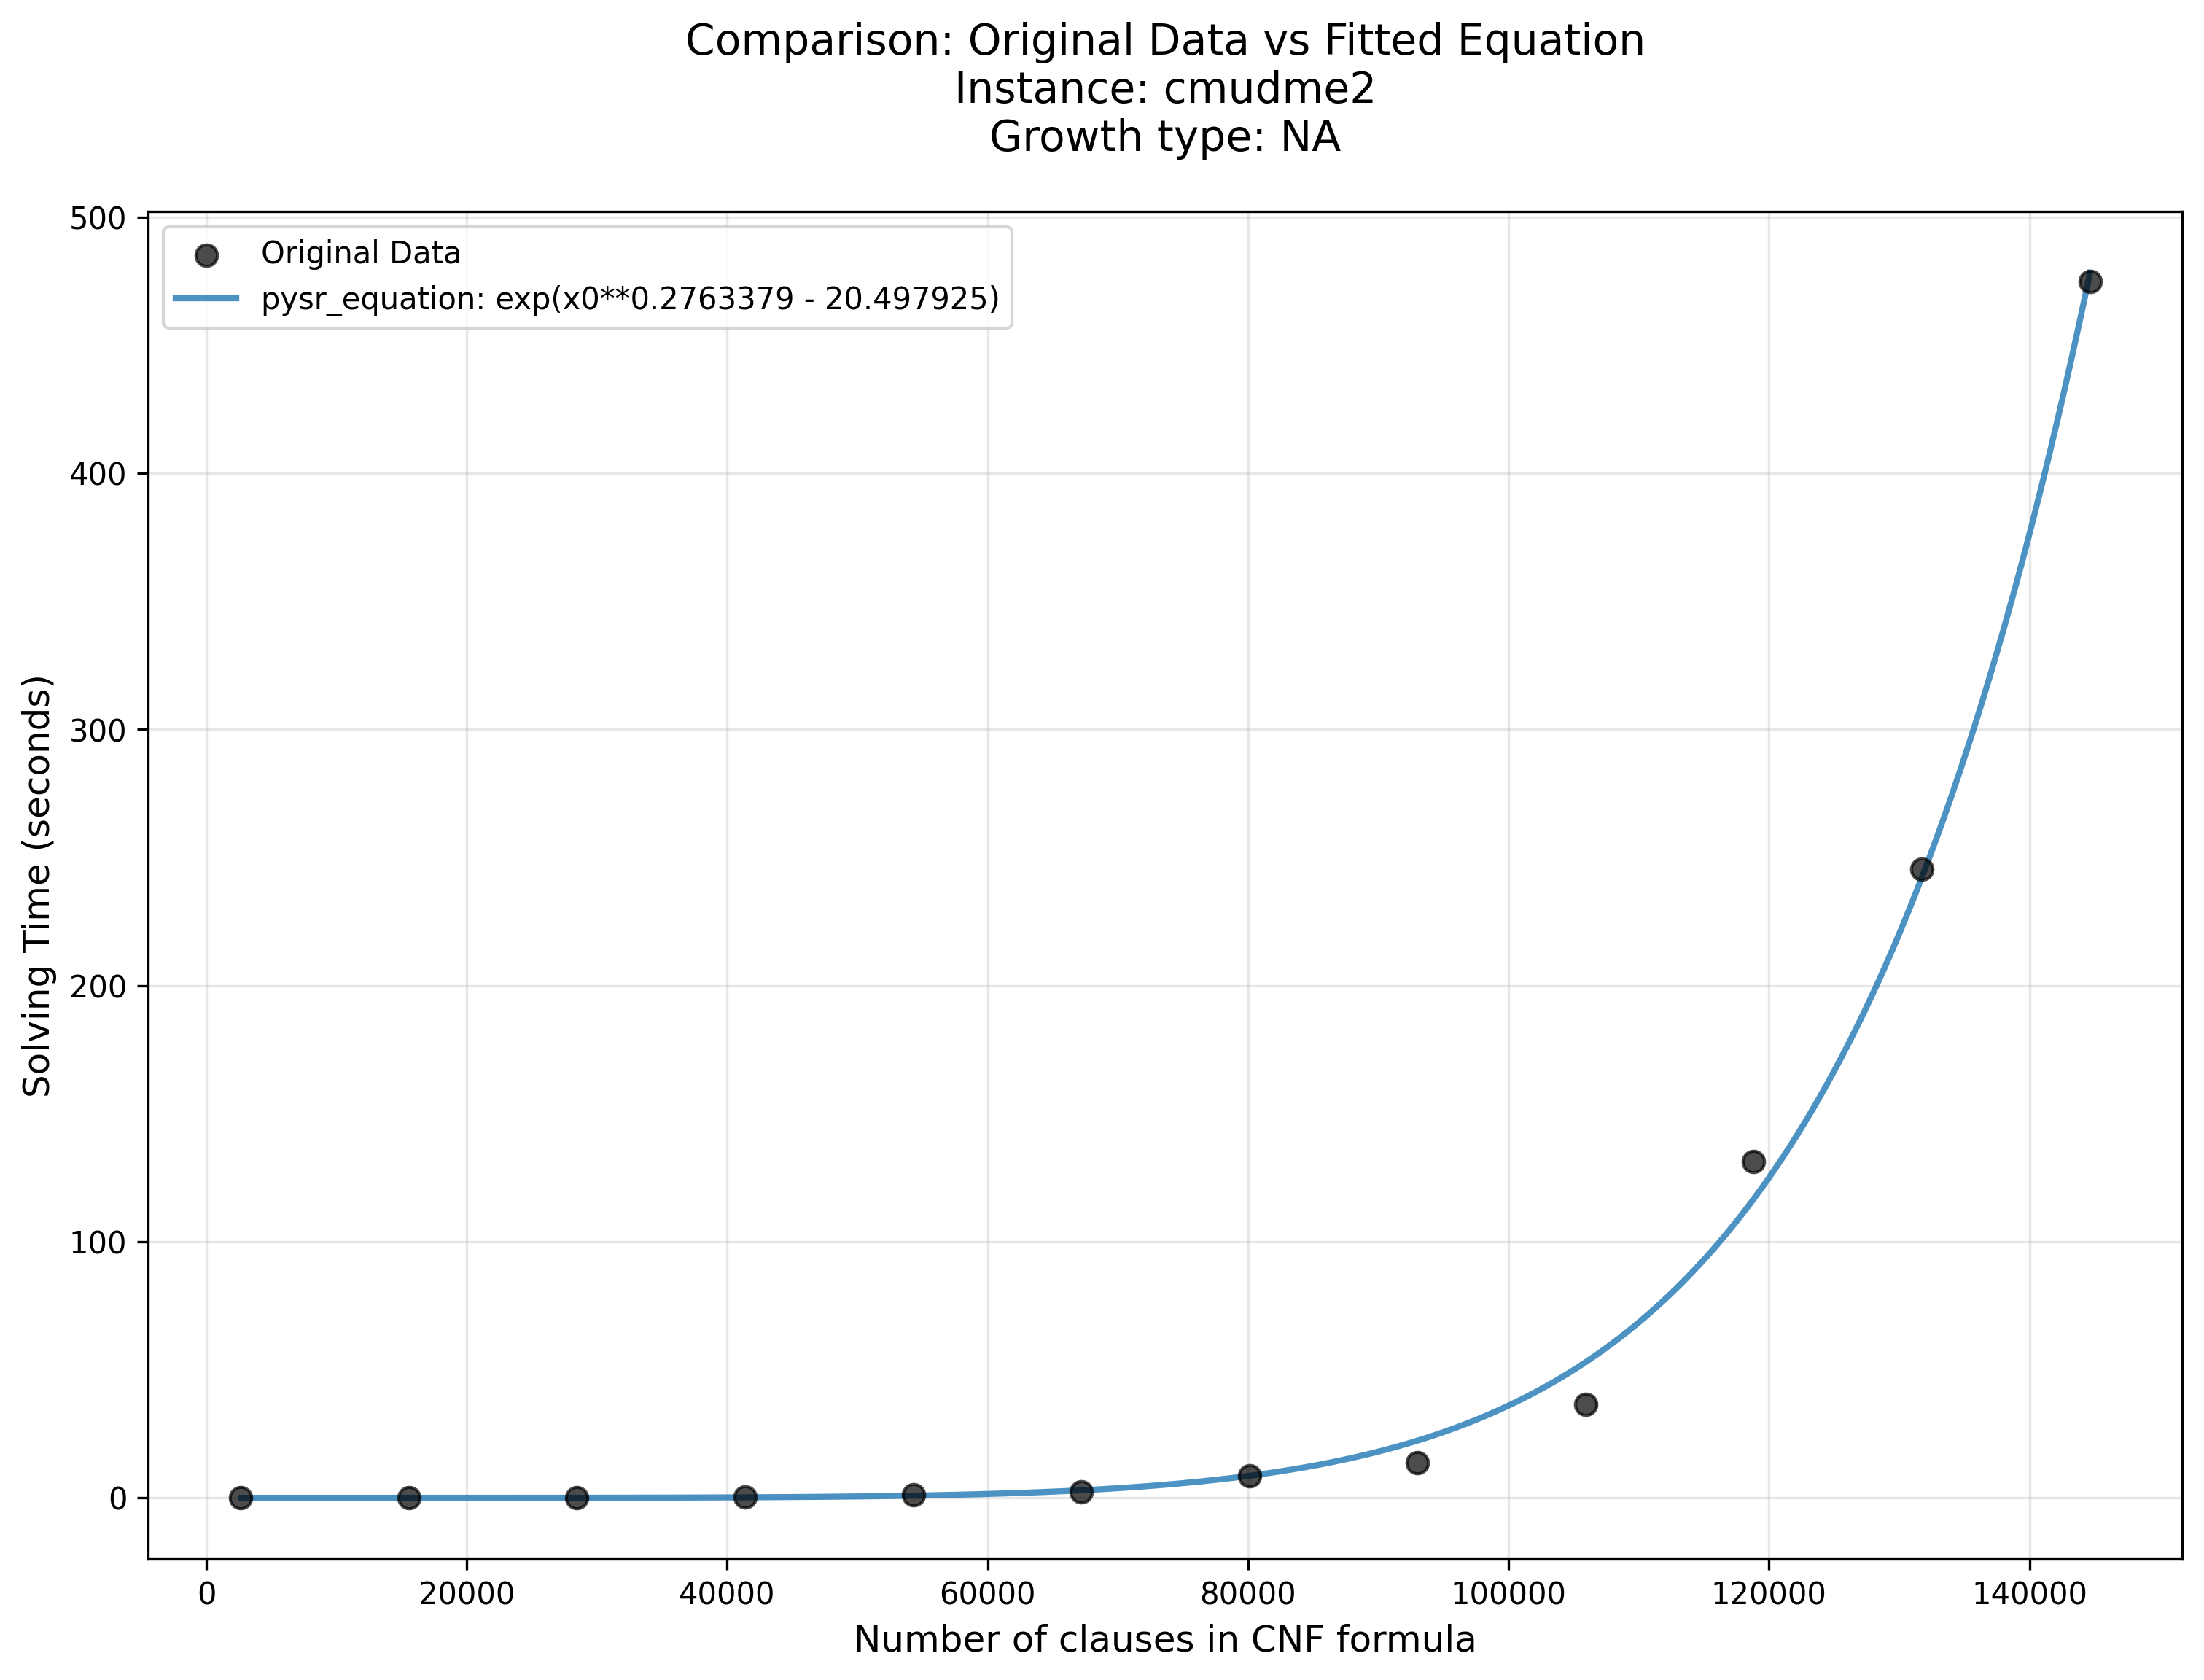 Comparison: Original Data vs Fitted Equation
Instance: cmudme2
Growth type: NA
Original Data
pysr_equation: exp(x0**0.2763379 - 20.497925)
Solving Time (seconds)
500
400
300
200
100
0
0 20000 40000 60000 80000 100000 120000 140000
Number of clauses in CNF formula